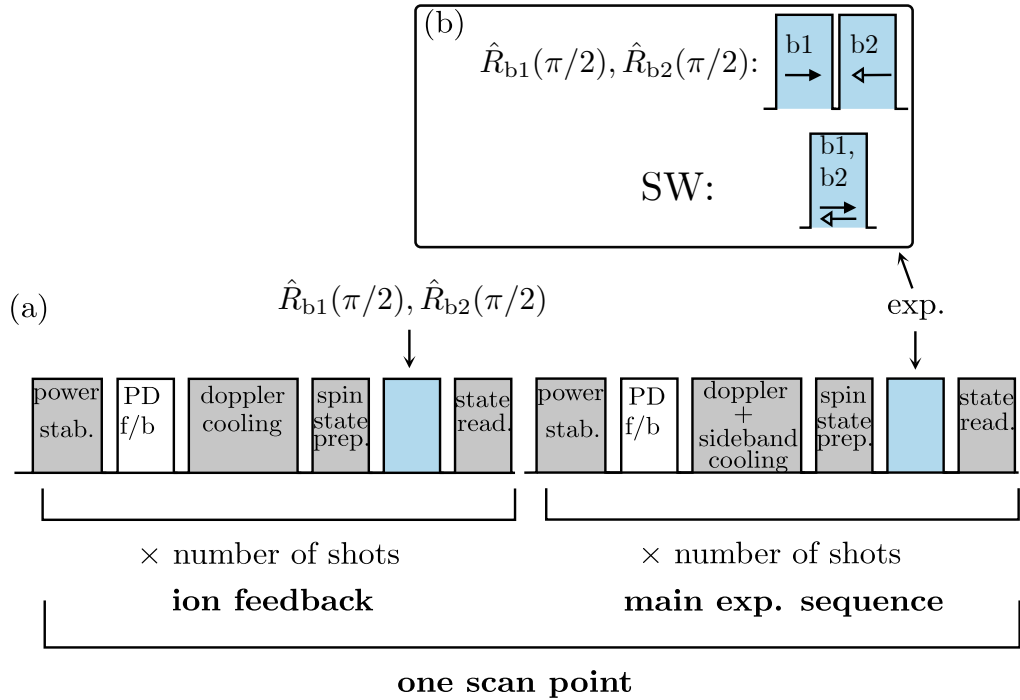 (b)
R̂b1(π/2), R̂b2(π/2):
b1
b2
SW:
b1,
b2
(a)
R̂b1(π/2), R̂b2(π/2)
exp.
power
stab.
PD
f/b
doppler
cooling
spin
state
prep.
state
read.
power
stab.
PD
f/b
doppler
+
sideband
cooling
spin
state
prep.
state
read.
× number of shots
ion feedback
× number of shots
main exp. sequence
one scan point